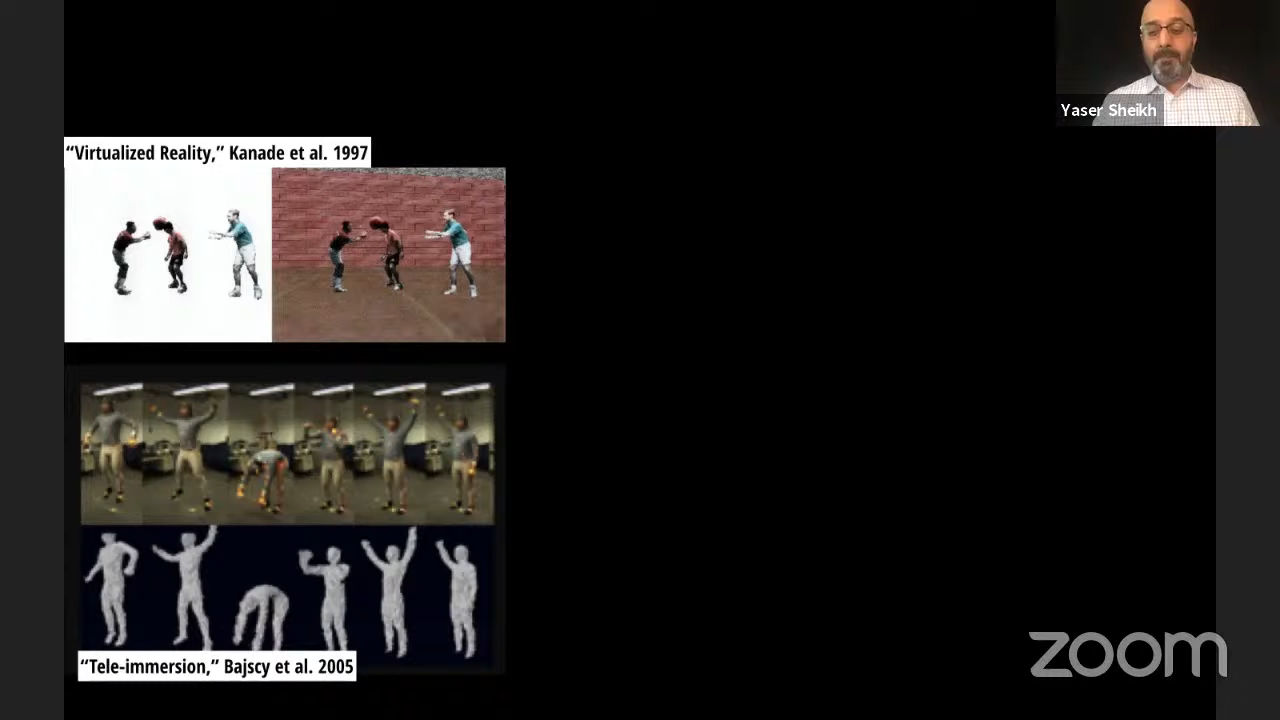 Yaser Sheikh
“Virtualized Reality,” Kanade et al. 1997
“Tele-immersion,” Bajscy et al. 2005
zoom